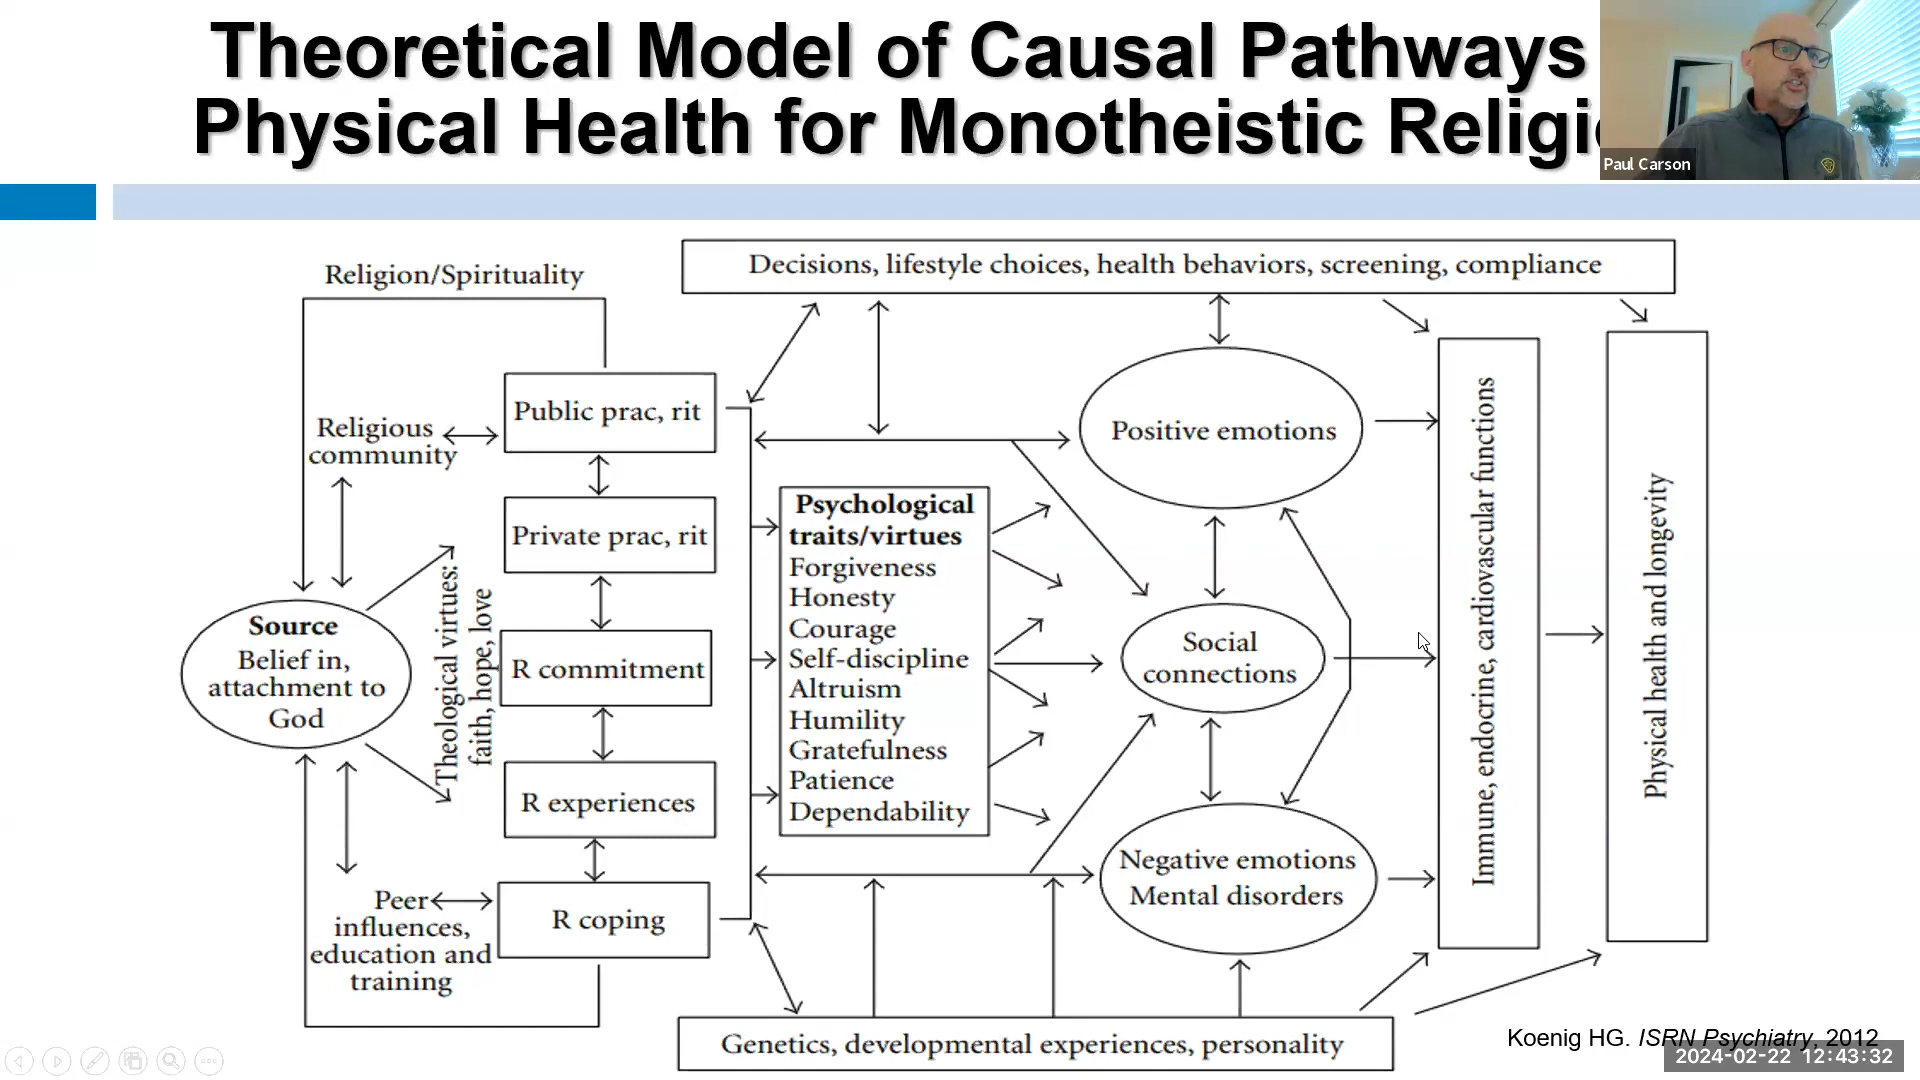 Theoretical Model of Causal Pathways
Physical Health for Monotheistic
Paul Carson
Decisions, lifestyle choices, health behaviors, screening, compliance
Religion/Spirituality
Public prac, rit
Religious
community
Private prac, rit
Theological virtues:
faith, hope, love
Source
Belief in,
attachment to
God
R commitment
R experiences
Peer
influences,
education and
training
R coping
Psychological
traits/virtues
Forgiveness
Honesty
Courage
Self-discipline
Altruism
Humility
Gratefulness
Patience
Dependability
Positive emotions
Social
connections
Negative emotions
Mental disorders
Immune, endocrine, cardiovascular functions
Physical health and longevity
Genetics, developmental experiences, personality
Koenig HG. ISRN Psychiatry, 2012
2024-02-22 12:43:32